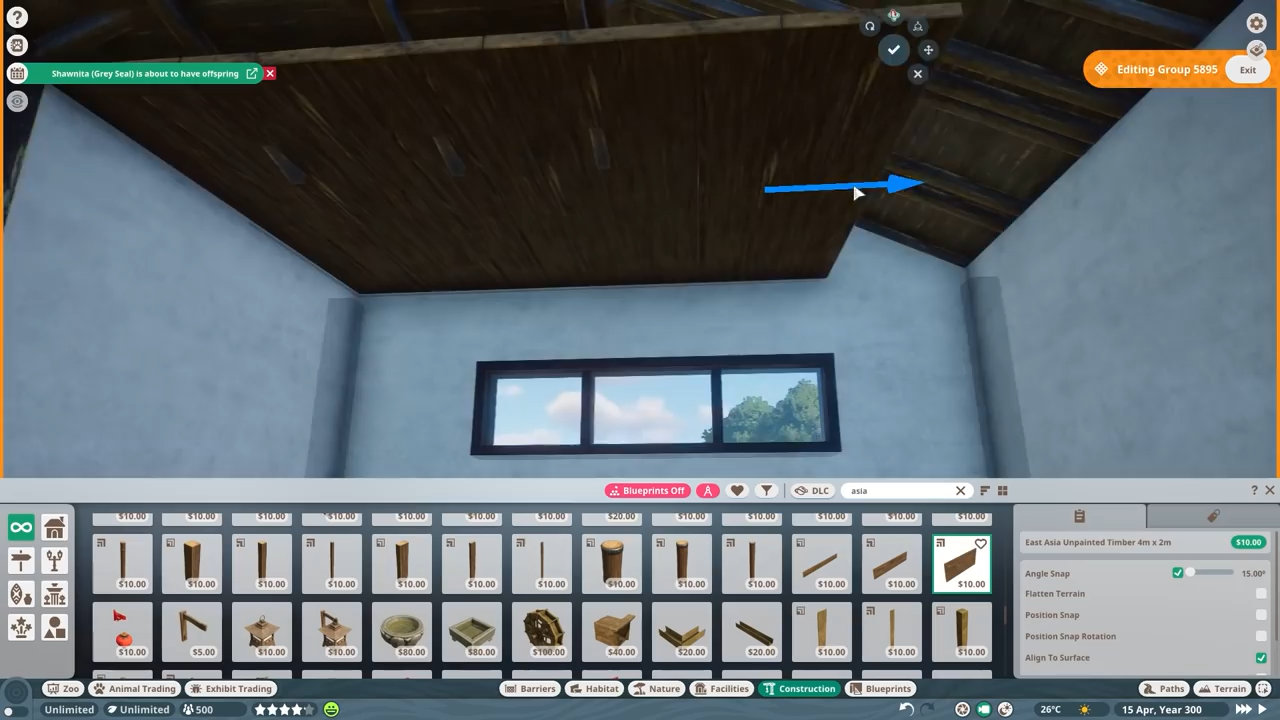 ?
Shawnita (Grey Seal) is about to have offspring
Editing Group 5895
Exit
Blueprints Off
DLC
asia
?
$10.00 $10.00 $10.00 $10.00 $10.00 $10.00 $10.00 $20.00 $10.00 $10.00 $10.00 $10.00 $10.00
$10.00 $10.00 $10.00 $10.00 $10.00 $10.00 $10.00 $10.00 $10.00 $10.00 $10.00 $10.00 $10.00
$10.00 $5.00 $10.00 $10.00 $80.00 $80.00 $100.00 $40.00 $20.00 $20.00 $10.00 $10.00 $10.00
East Asia Unpainted Timber 4m x 2m $10.00
Angle Snap 15.00°
Flatten Terrain
Position Snap
Position Snap Rotation
Align To Surface
Zoo Animal Trading Exhibit Trading Barriers Habitat Nature Facilities Construction Blueprints Paths Terrain
Unlimited Unlimited 500 26°C 15 Apr, Year 300